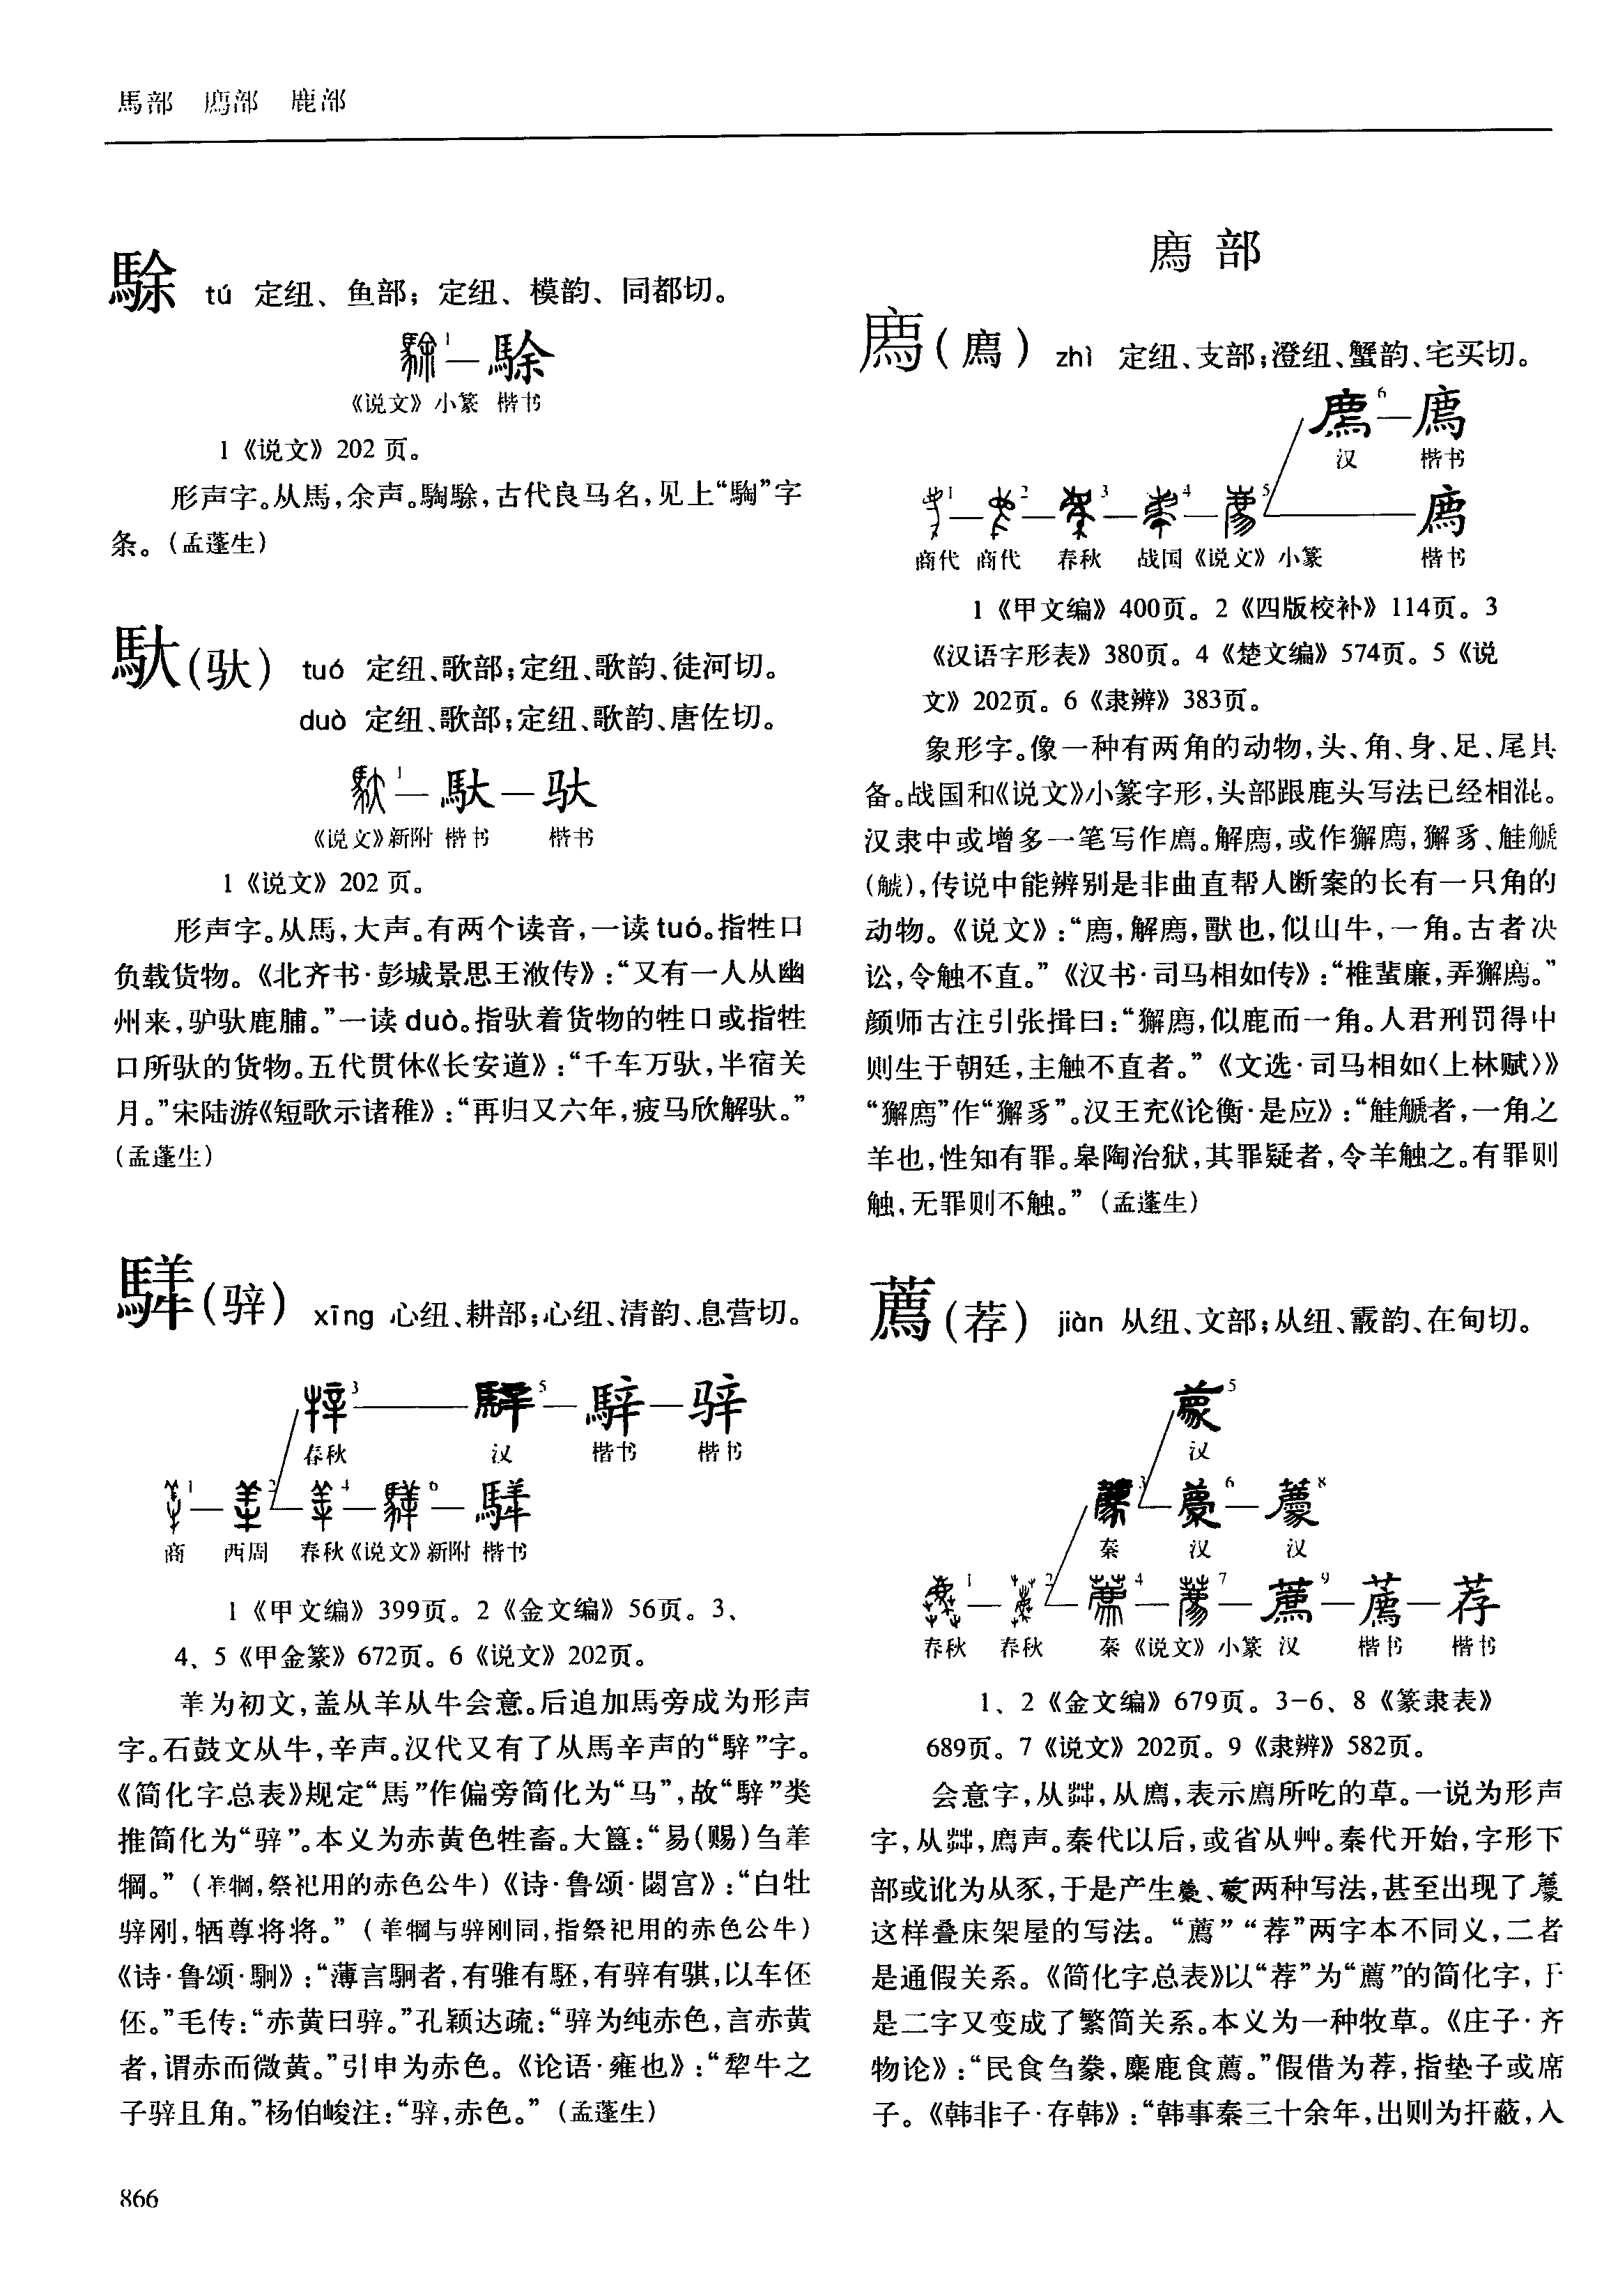 馬部　廌部　鹿部
駼 tú 定纽、鱼部；定纽、模韵、同都切。
1
駼
《说文》小篆 楷书
1《说文》202 页。
形声字。从馬，余声。騊駼，古代良马名，见上“騊”字
条。（孟蓬生）
馱（驮） tuó 定纽、歌部；定纽、歌韵、徒河切。
duò 定纽、歌部；定纽、歌韵、唐佐切。
1
馱
驮
《说文》新附 楷书 楷书
1《说文》202 页。
形声字。从馬，大声。有两个读音，一读 tuó。指牲口
负载货物。《北齐书·彭城景思王浟传》：“又有一人从幽
州来，驴驮鹿脯。”一读 duò。指驮着货物的牲口或指牲
口所驮的货物。五代贯休《长安道》：“千车万驮，半宿关
月。”宋陆游《短歌示诸稚》：“再归又六年，疲马欣解驮。”
（孟蓬生）
（骍） xīng 心纽、耕部；心纽、清韵、息营切。
3
5
騂
骍
春秋 汉 楷书 楷书
1
2
4
6
商 西周 春秋《说文》新附 楷书
1《甲文编》399页。2《金文编》56页。3、
4、5《甲金篆》672页。6《说文》202页。
为初文，盖从羊从牛会意。后追加馬旁成为形声
字。石鼓文从牛，辛声。汉代又有了从馬辛声的“騂”字。
《简化字总表》规定“馬”作偏旁简化为“马”，故“騂”类
推简化为“骍”。本义为赤黄色牲畜。大簋：“易（赐）刍
犅。”（犅，祭祀用的赤色公牛）《诗·鲁颂·閟宫》：“白牡
骍刚，牺尊将将。”（犅与骍刚同，指祭祀用的赤色公牛）
《诗·鲁颂·駉》：“薄言駉者，有骓有駓，有骍有骐，以车伾
伾。”毛传：“赤黄曰骍。”孔颖达疏：“骍为纯赤色，言赤黄
者，谓赤而微黄。”引申为赤色。《论语·雍也》：“犂牛之
子骍且角。”杨伯峻注：“骍，赤色。”（孟蓬生）
866
廌部
廌（廌） zhì 定纽、支部；澄纽、蟹韵、宅买切。
6
廌
汉 楷书
1
2
3
4
5
廌
商代 商代 春秋 战国《说文》小篆 楷书
1《甲文编》400页。2《四版校补》114页。3
《汉语字形表》380页。4《楚文编》574页。5《说
文》202页。6《隶辨》383页。
象形字。像一种有两角的动物，头、角、身、足、尾具
备。战国和《说文》小篆字形，头部跟鹿头写法已经相混。
汉隶中或增多一笔写作廌。解廌，或作獬廌，獬豸、觟
（），传说中能辨别是非曲直帮人断案的长有一只角的
动物。《说文》：“廌，解廌，獸也，似山牛，一角。古者决
讼，令触不直。”《汉书·司马相如传》：“椎蜚廉，弄獬廌。”
颜师古注引张揖曰：“獬廌，似鹿而一角。人君刑罚得中
则生于朝廷，主触不直者。”《文选·司马相如〈上林赋〉》
“獬廌”作“獬豸”。汉王充《论衡·是应》：“觟者，一角之
羊也，性知有罪。皋陶治狱，其罪疑者，令羊触之。有罪则
触，无罪则不触。”（孟蓬生）
薦（荐） jiàn 从纽、文部；从纽、霰韵、在甸切。
5
汉
3
6
8
秦 汉 汉
1
2
4
7
9
薦
荐
春秋 春秋 秦《说文》小篆 汉 楷书 楷书
1、2《金文编》679页。3-6、8《篆隶表》
689页。7《说文》202页。9《隶辨》582页。
会意字，从茻，从廌，表示廌所吃的草。一说为形声
字，从茻，廌声。秦代以后，或省从艸。秦代开始，字形下
部或讹为从豕，于是产生、两种写法，甚至出现了
这样叠床架屋的写法。“薦”“荐”两字本不同义，二者
是通假关系。《简化字总表》以“荐”为“薦”的简化字，于
是二字又变成了繁简关系。本义为一种牧草。《庄子·齐
物论》：“民食刍豢，麋鹿食薦。”假借为荐，指垫子或席
子。《韩非子·存韩》：“韩事秦三十余年，出则为扞蔽，入